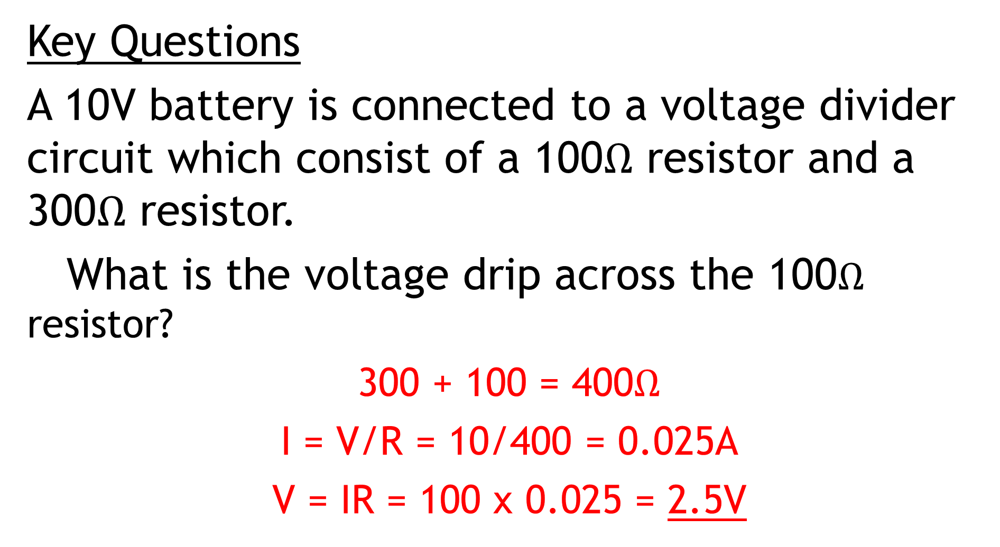 Key Questions
A 10V battery is connected to a voltage divider
circuit which consist of a 100Ω resistor and a
300Ω resistor.
What is the voltage drip across the 100Ω
resistor?
300 + 100 = 400Ω
I = V/R = 10/400 = 0.025A
V = IR = 100 x 0.025 = 2.5V